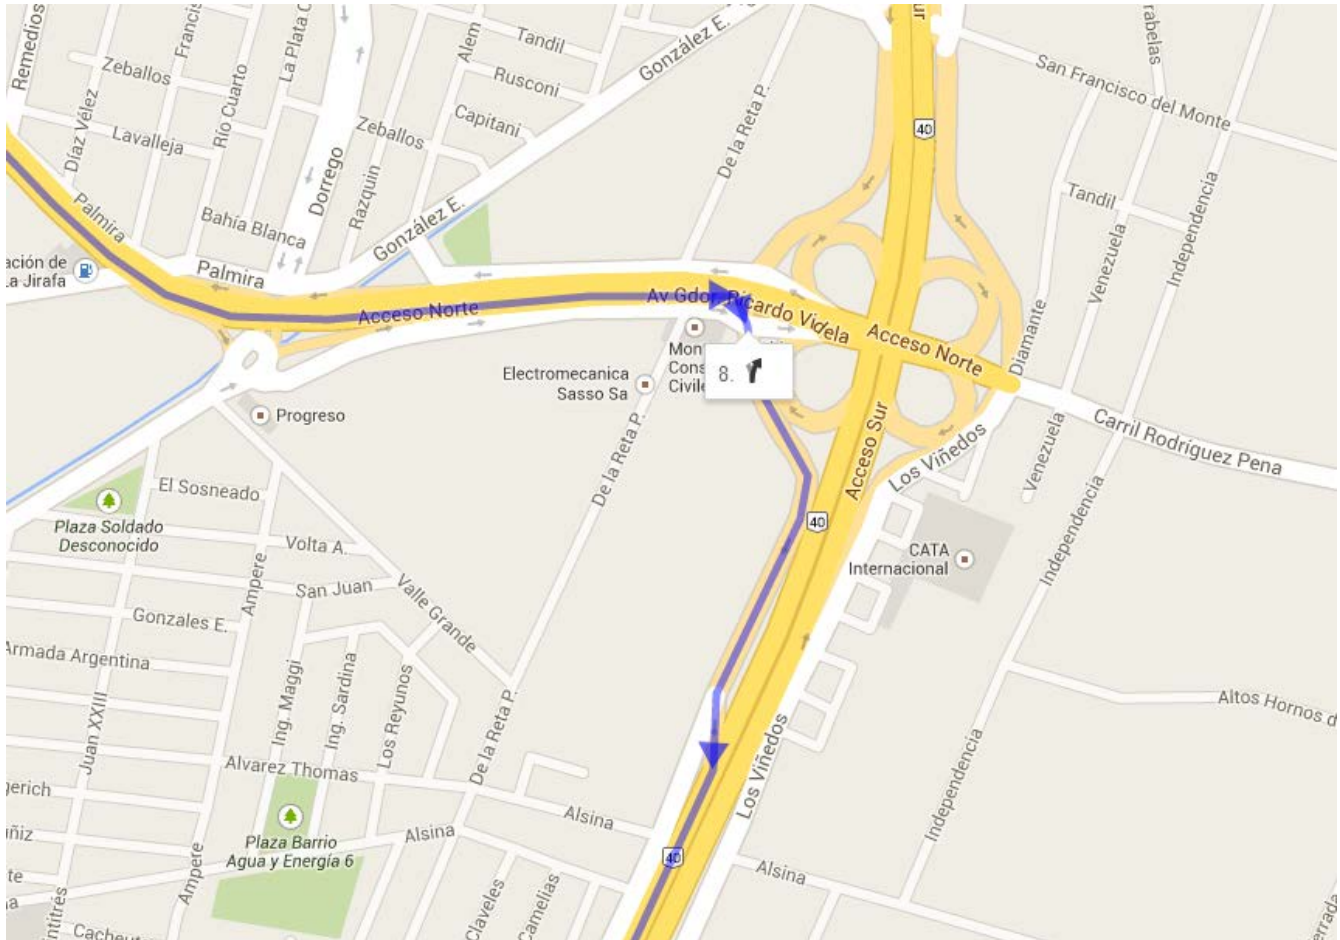 Remedios
Francis
La Plata C
Alem
Tandil
Rusconi
Capitani
González E.
ur
rabelas
San Francisco del Monte
Zeballos
Lavalleja
Díaz Vélez
Río Cuarto
Zeballos
Dorrego
Razquin
De la Reta P.
40
Tandil
Venezuela
Independencia
Palmira
Bahía Blanca
González E.
ación de
La Jirafa
Palmira
Acceso Norte
Av Gdor. Ricardo Videla
Acceso Norte
Diamante
Mon
Cons
Civile
8.
Electromecanica
Sasso Sa
Progreso
Acceso Sur
Los Viñedos
Venezuela
Carril Rodríguez Pena
De la Reta P.
El Sosneado
Plaza Soldado
Desconocido
Volta A.
San Juan
Ampere
Valle Grande
40
CATA
Internacional
Independencia
Gonzales E.
Armada Argentina
Juan XXIII
Ing. Maggi
Ing. Sardina
Los Reyunos
De la Reta P.
Altos Hornos d
Los Viñedos
Independencia
gerich
Alvarez Thomas
Alsina
ñiz
Plaza Barrio
Agua y Energía 6
Alsina
40
Alsina
te
a
Ampere
Claveles
Camelias
ntitrés
Cacheut
errada